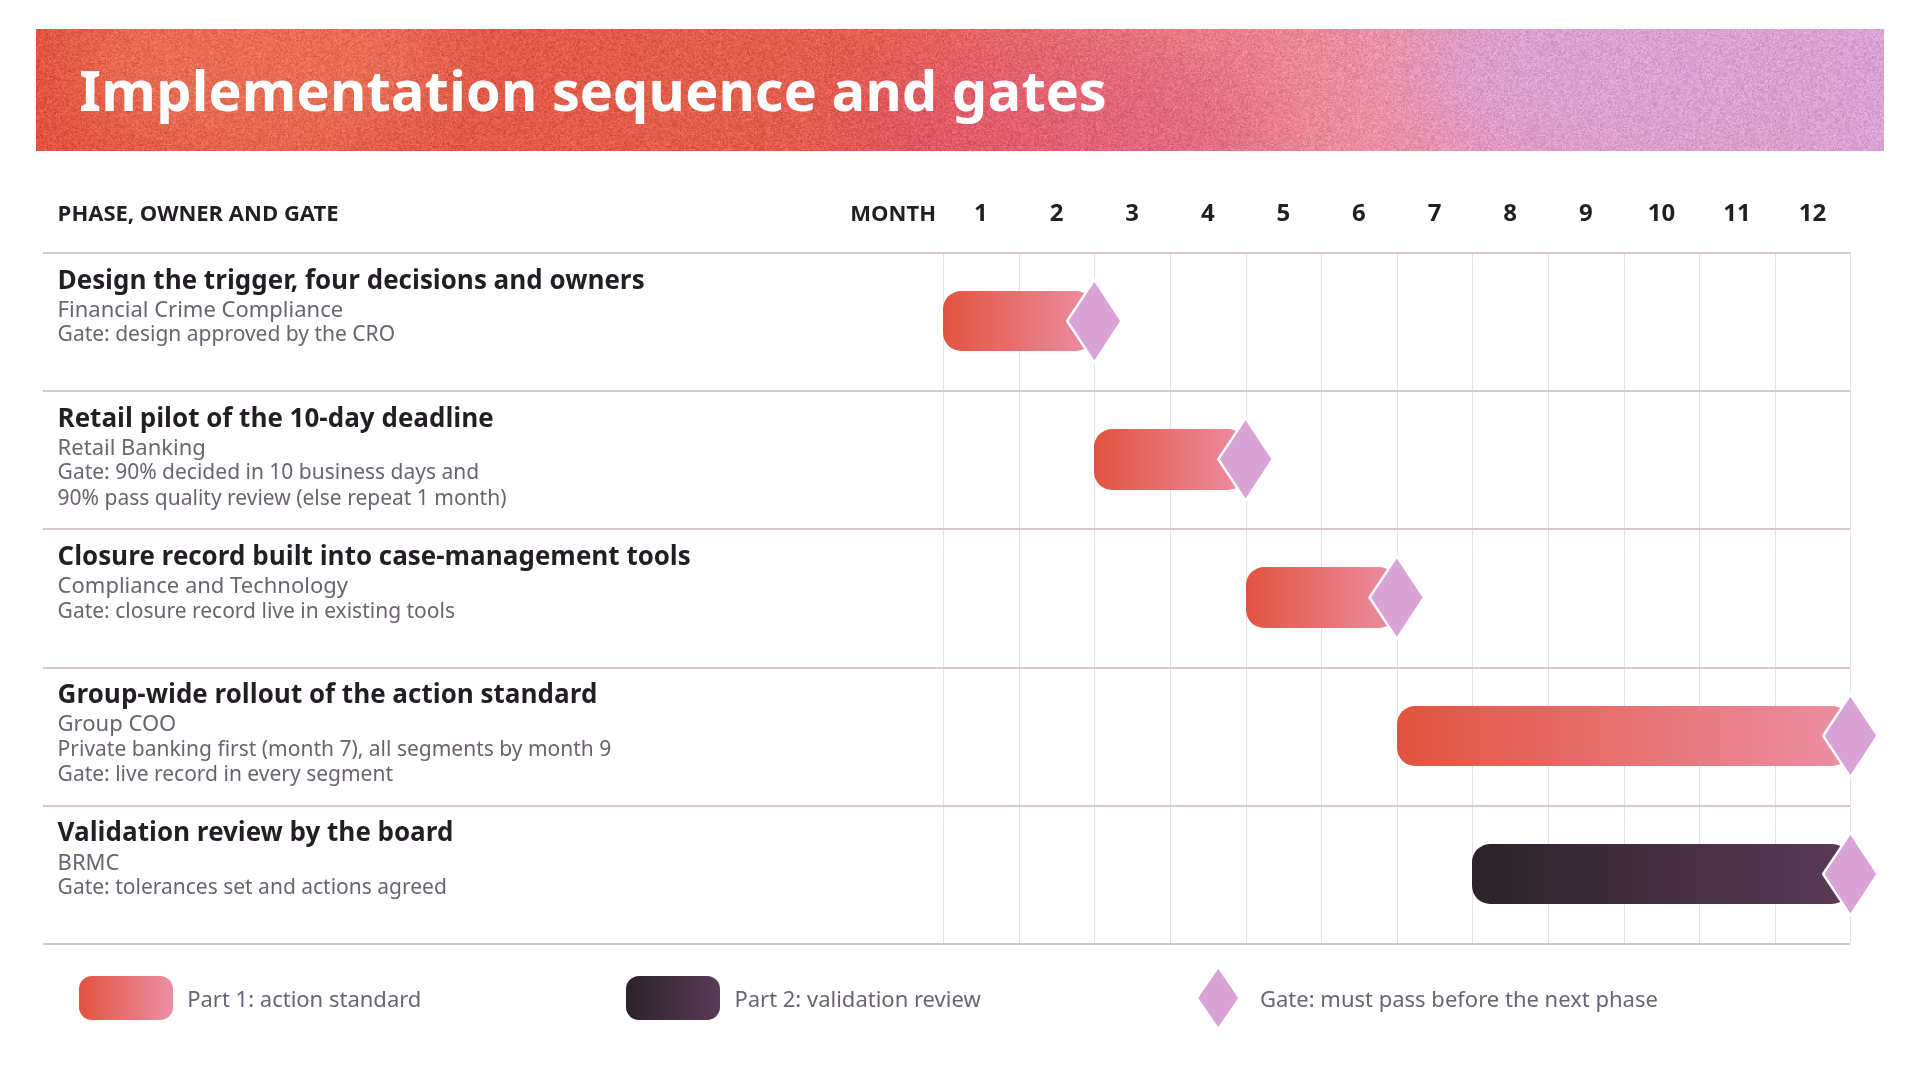 Implementation sequence and gates
PHASE, OWNER AND GATE
MONTH 1 2 3 4 5 6 7 8 9 10 11 12
Design the trigger, four decisions and owners
Financial Crime Compliance
Gate: design approved by the CRO
Retail pilot of the 10-day deadline
Retail Banking
Gate: 90% decided in 10 business days and
90% pass quality review (else repeat 1 month)
Closure record built into case-management tools
Compliance and Technology
Gate: closure record live in existing tools
Group-wide rollout of the action standard
Group COO
Private banking first (month 7), all segments by month 9
Gate: live record in every segment
Validation review by the board
BRMC
Gate: tolerances set and actions agreed
Part 1: action standard
Part 2: validation review
Gate: must pass before the next phase